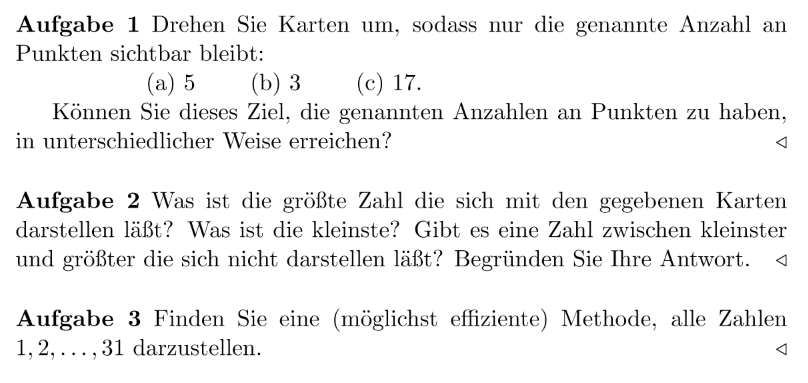 Aufgabe 1 Drehen Sie Karten um, sodass nur die genannte Anzahl an
Punkten sichtbar bleibt:
(a) 5 (b) 3 (c) 17.
Können Sie dieses Ziel, die genannten Anzahlen an Punkten zu haben,
in unterschiedlicher Weise erreichen? ◁
Aufgabe 2 Was ist die größte Zahl die sich mit den gegebenen Karten
darstellen läßt? Was ist die kleinste? Gibt es eine Zahl zwischen kleinster
und größter die sich nicht darstellen läßt? Begründen Sie Ihre Antwort. ◁
Aufgabe 3 Finden Sie eine (möglichst effiziente) Methode, alle Zahlen
1, 2, . . . , 31 darzustellen. ◁